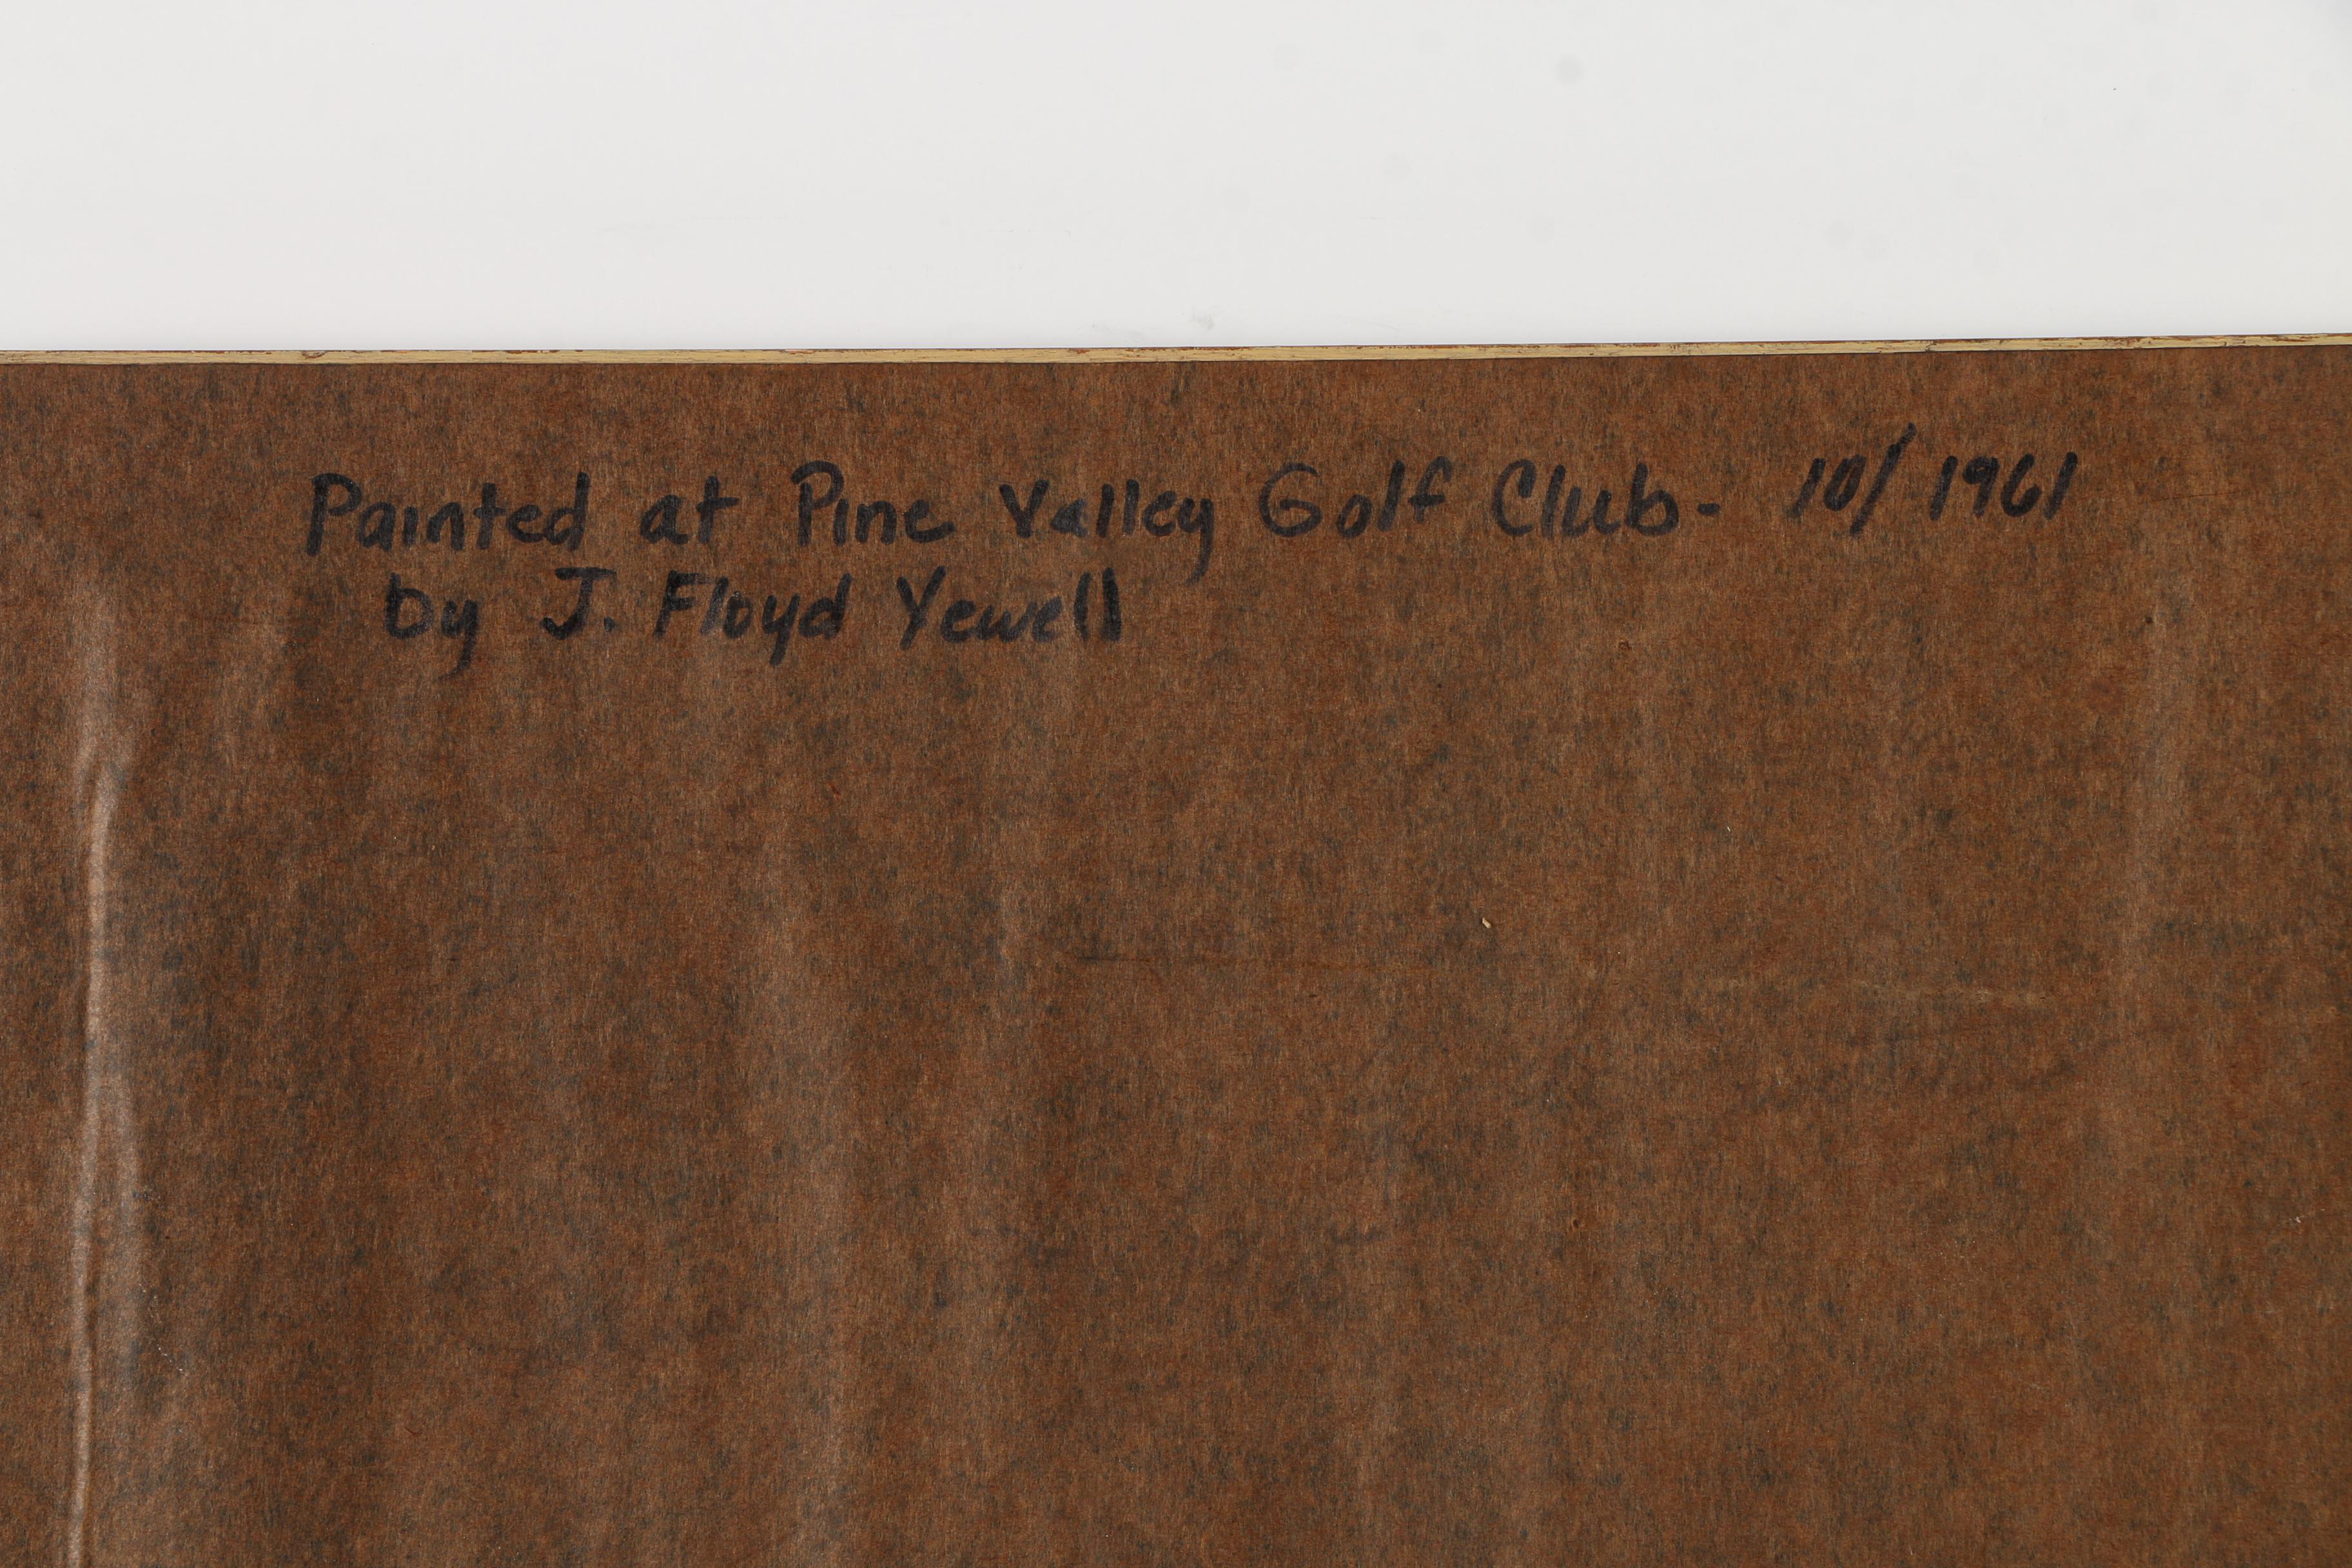 Painted at Pine Valley Golf Club- 10/1961
by J. Floyd Yewell